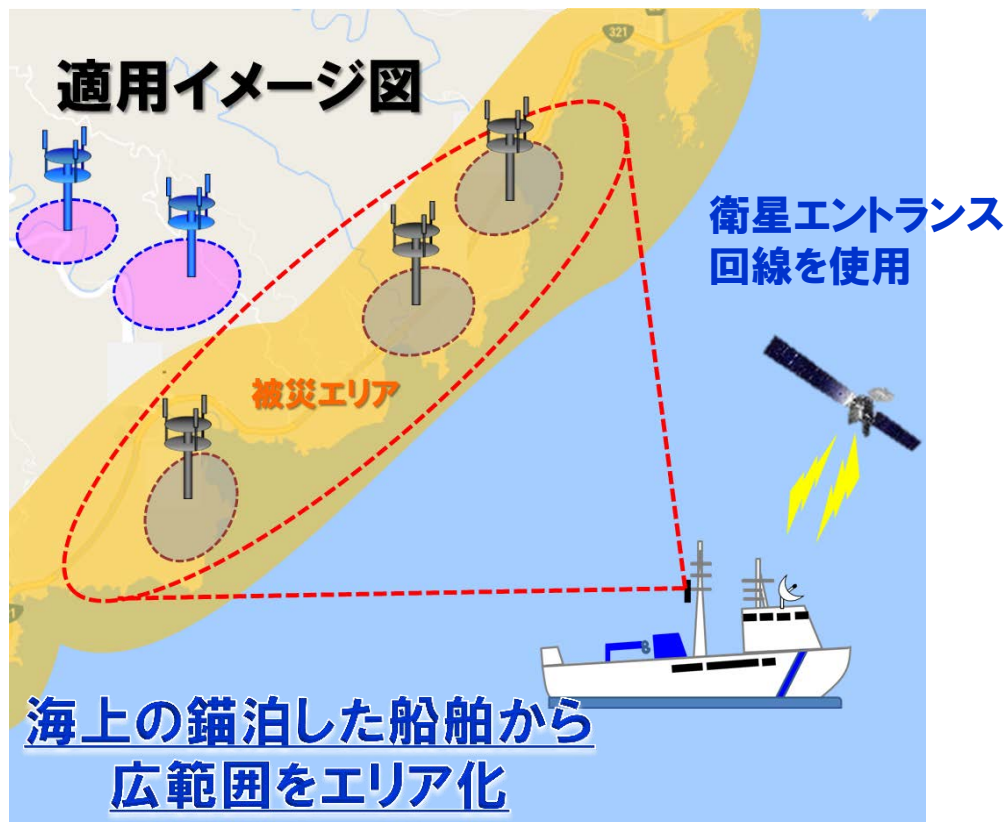 適用イメージ図
321
衛星エントランス
回線を使用
被災エリア
海上の錨泊した船舶から
広範囲をエリア化